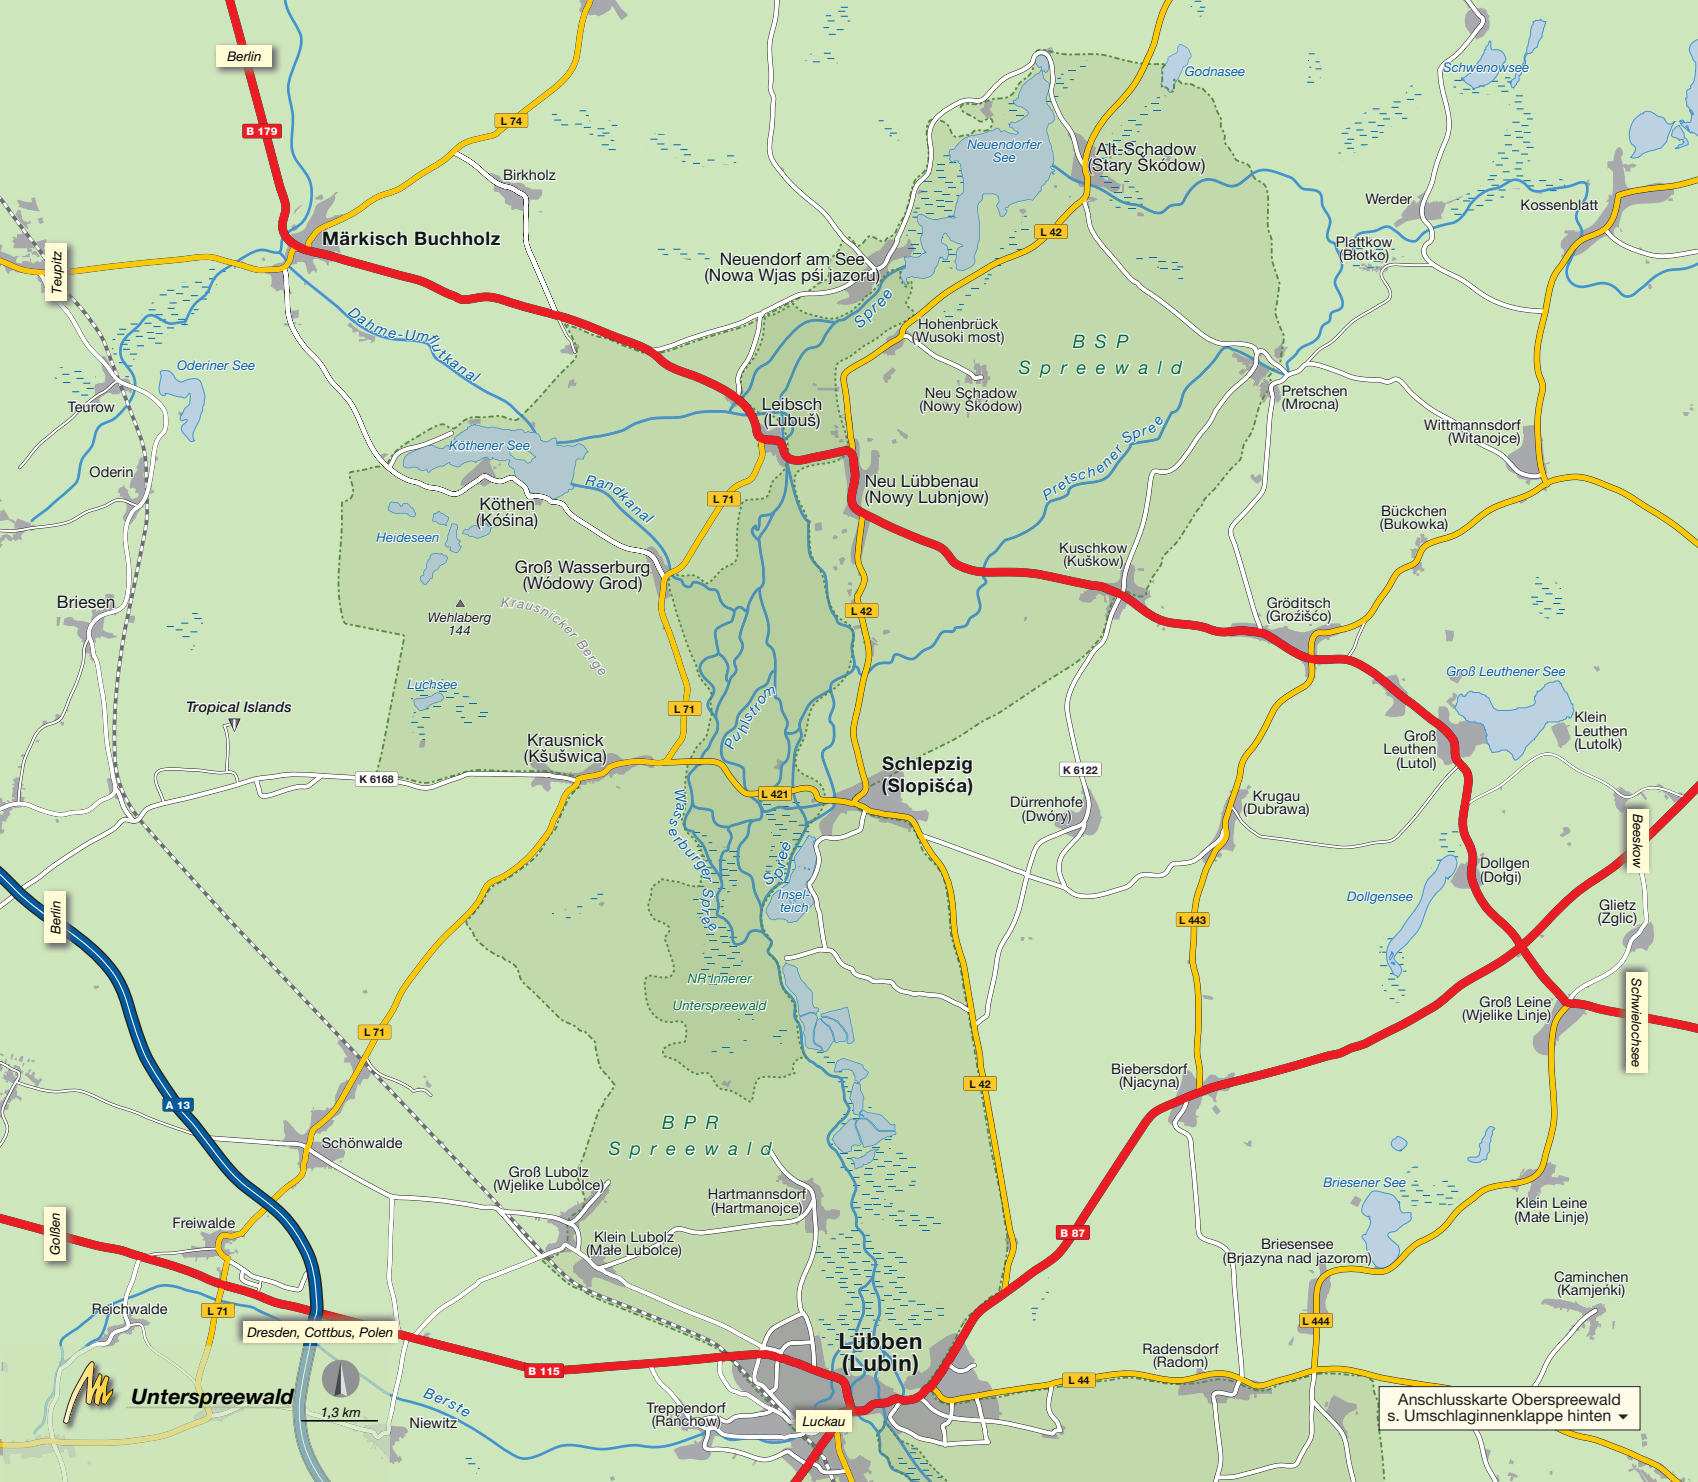 Berlin
B 179
L 74
Birkholz
Märkisch Buchholz
Teupitz
Dahme-Umflutkanal
Oderiner See
Teurow
Oderin
Briesen
Godnasee
Schwenowsee
Neuendorfer
See
Alt-Schadow
(Stary Škódow)
Werder
Kossenblatt
Plattkow
(Błotko)
L 42
Neuendorf am See
(Nowa Wjas pśi jazoru)
Spree
Hohenbrück
(Wusoki most)
BSP
Spreewald
Neu Schadow
(Nowy Škódow)
Pretschen
(Mrocna)
Leibsch
(Lubuš)
Wittmannsdorf
(Witanojce)
Köthener See
Köthen
(Kóśina)
Randkanal
L 71
Neu Lübbenau
(Nowy Lubnjow)
Pretschener Spree
Bückchen
(Bukowka)
Heideseen
Groß Wasserburg
(Wódowy Grod)
Kuschkow
(Kuškow)
Wehlaberg
144
Krausnicker Berge
L 42
Gröditsch
(Grožišćo)
Luchsee
Tropical Islands
L 71
Puhlstrom
Groß Leuthener See
Klein
Leuthen
(Lutolk)
Groß
Leuthen
(Lutol)
Krausnick
(Kšušwica)
K 6168
Schlepzig
(Slopišća)
K 6122
L 421
Dürrenhofe
(Dwóry)
Krugau
(Dubrawa)
Wasserburger Spree
Spree
Insel-
teich
Beeskow
Dollgen
(Dołgi)
Dollgensee
Glietz
(Zglic)
Berlin
L 443
NR Innerer
Unterspreewald
Groß Leine
(Wjelike Linje)
Schwielochsee
L 71
Biebersdorf
(Njacyna)
L 42
A 13
BPR
Spreewald
Schönwalde
Groß Lubolz
(Wjelike Lubolce)
Hartmannsdorf
(Hartmanojce)
Briesener See
Klein Leine
(Małe Linje)
Golßen
Freiwalde
Klein Lubolz
(Małe Lubolce)
B 87
Briesensee
(Brjazyna nad jazorom)
Caminchen
(Kamjeńki)
Reichwalde
L 71
Dresden, Cottbus, Polen
L 444
Lübben
(Lubin)
Radensdorf
(Radom)
B 115
L 44
Unterspreewald
1,3 km
Berste
Niewitz
Treppendorf
(Ranchow)
Luckau
Anschlusskarte Oberspreewald
s. Umschlaginnenklappe hinten